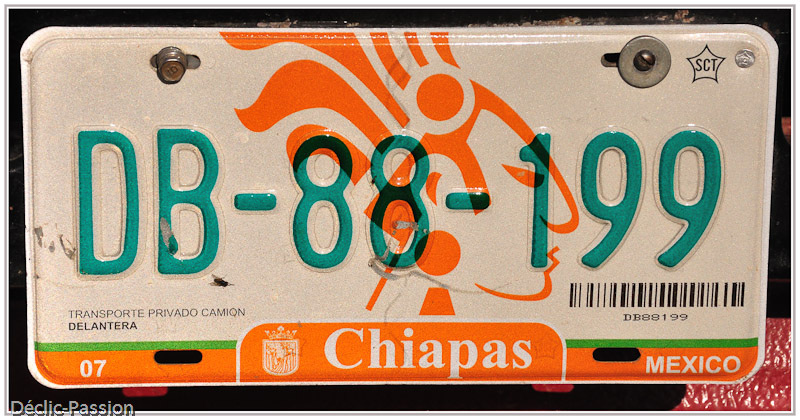 SCT
DB-88-199
DB88199
TRANSPORTE PRIVADO CAMION
DELANTERA
07
Chiapas
MEXICO
Déclic-Passion